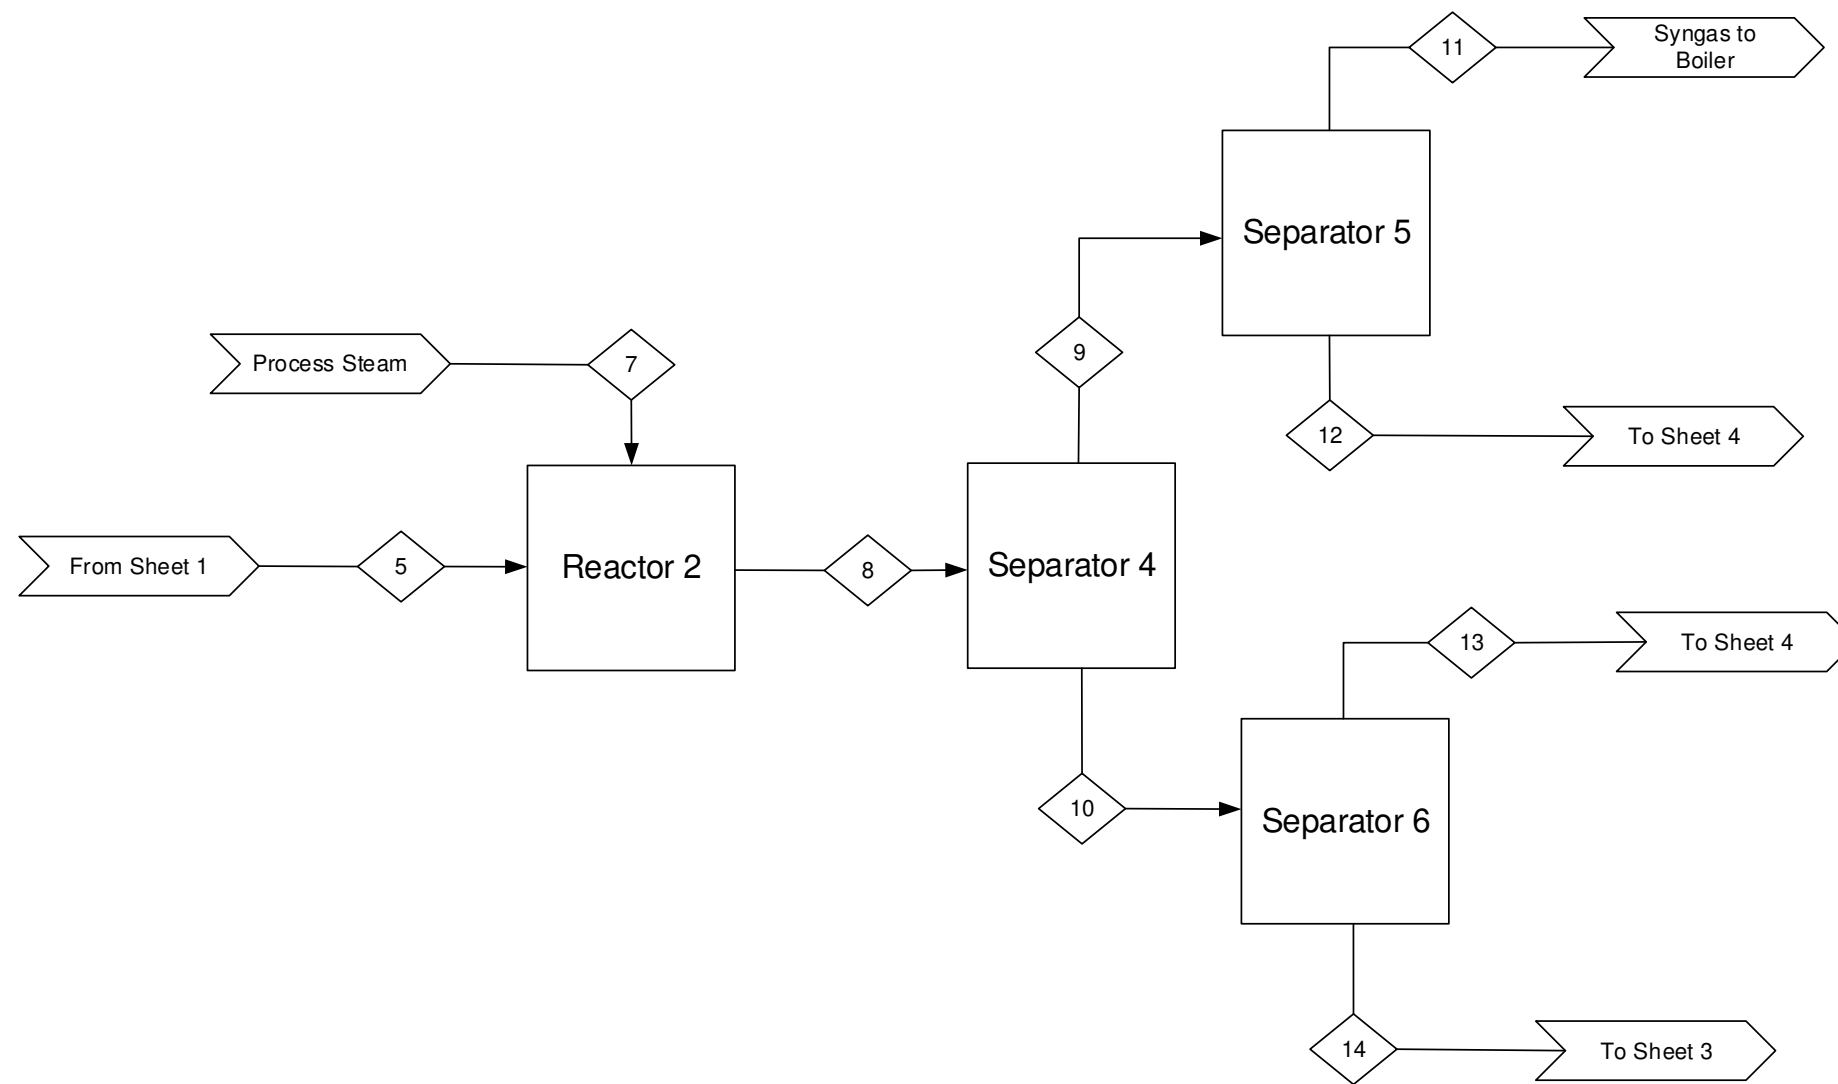 11
Syngas to
Boiler
Separator 5
Process Steam
7
9
12
To Sheet 4
From Sheet 1
5
Reactor 2
8
Separator 4
13
To Sheet 4
10
Separator 6
14
To Sheet 3